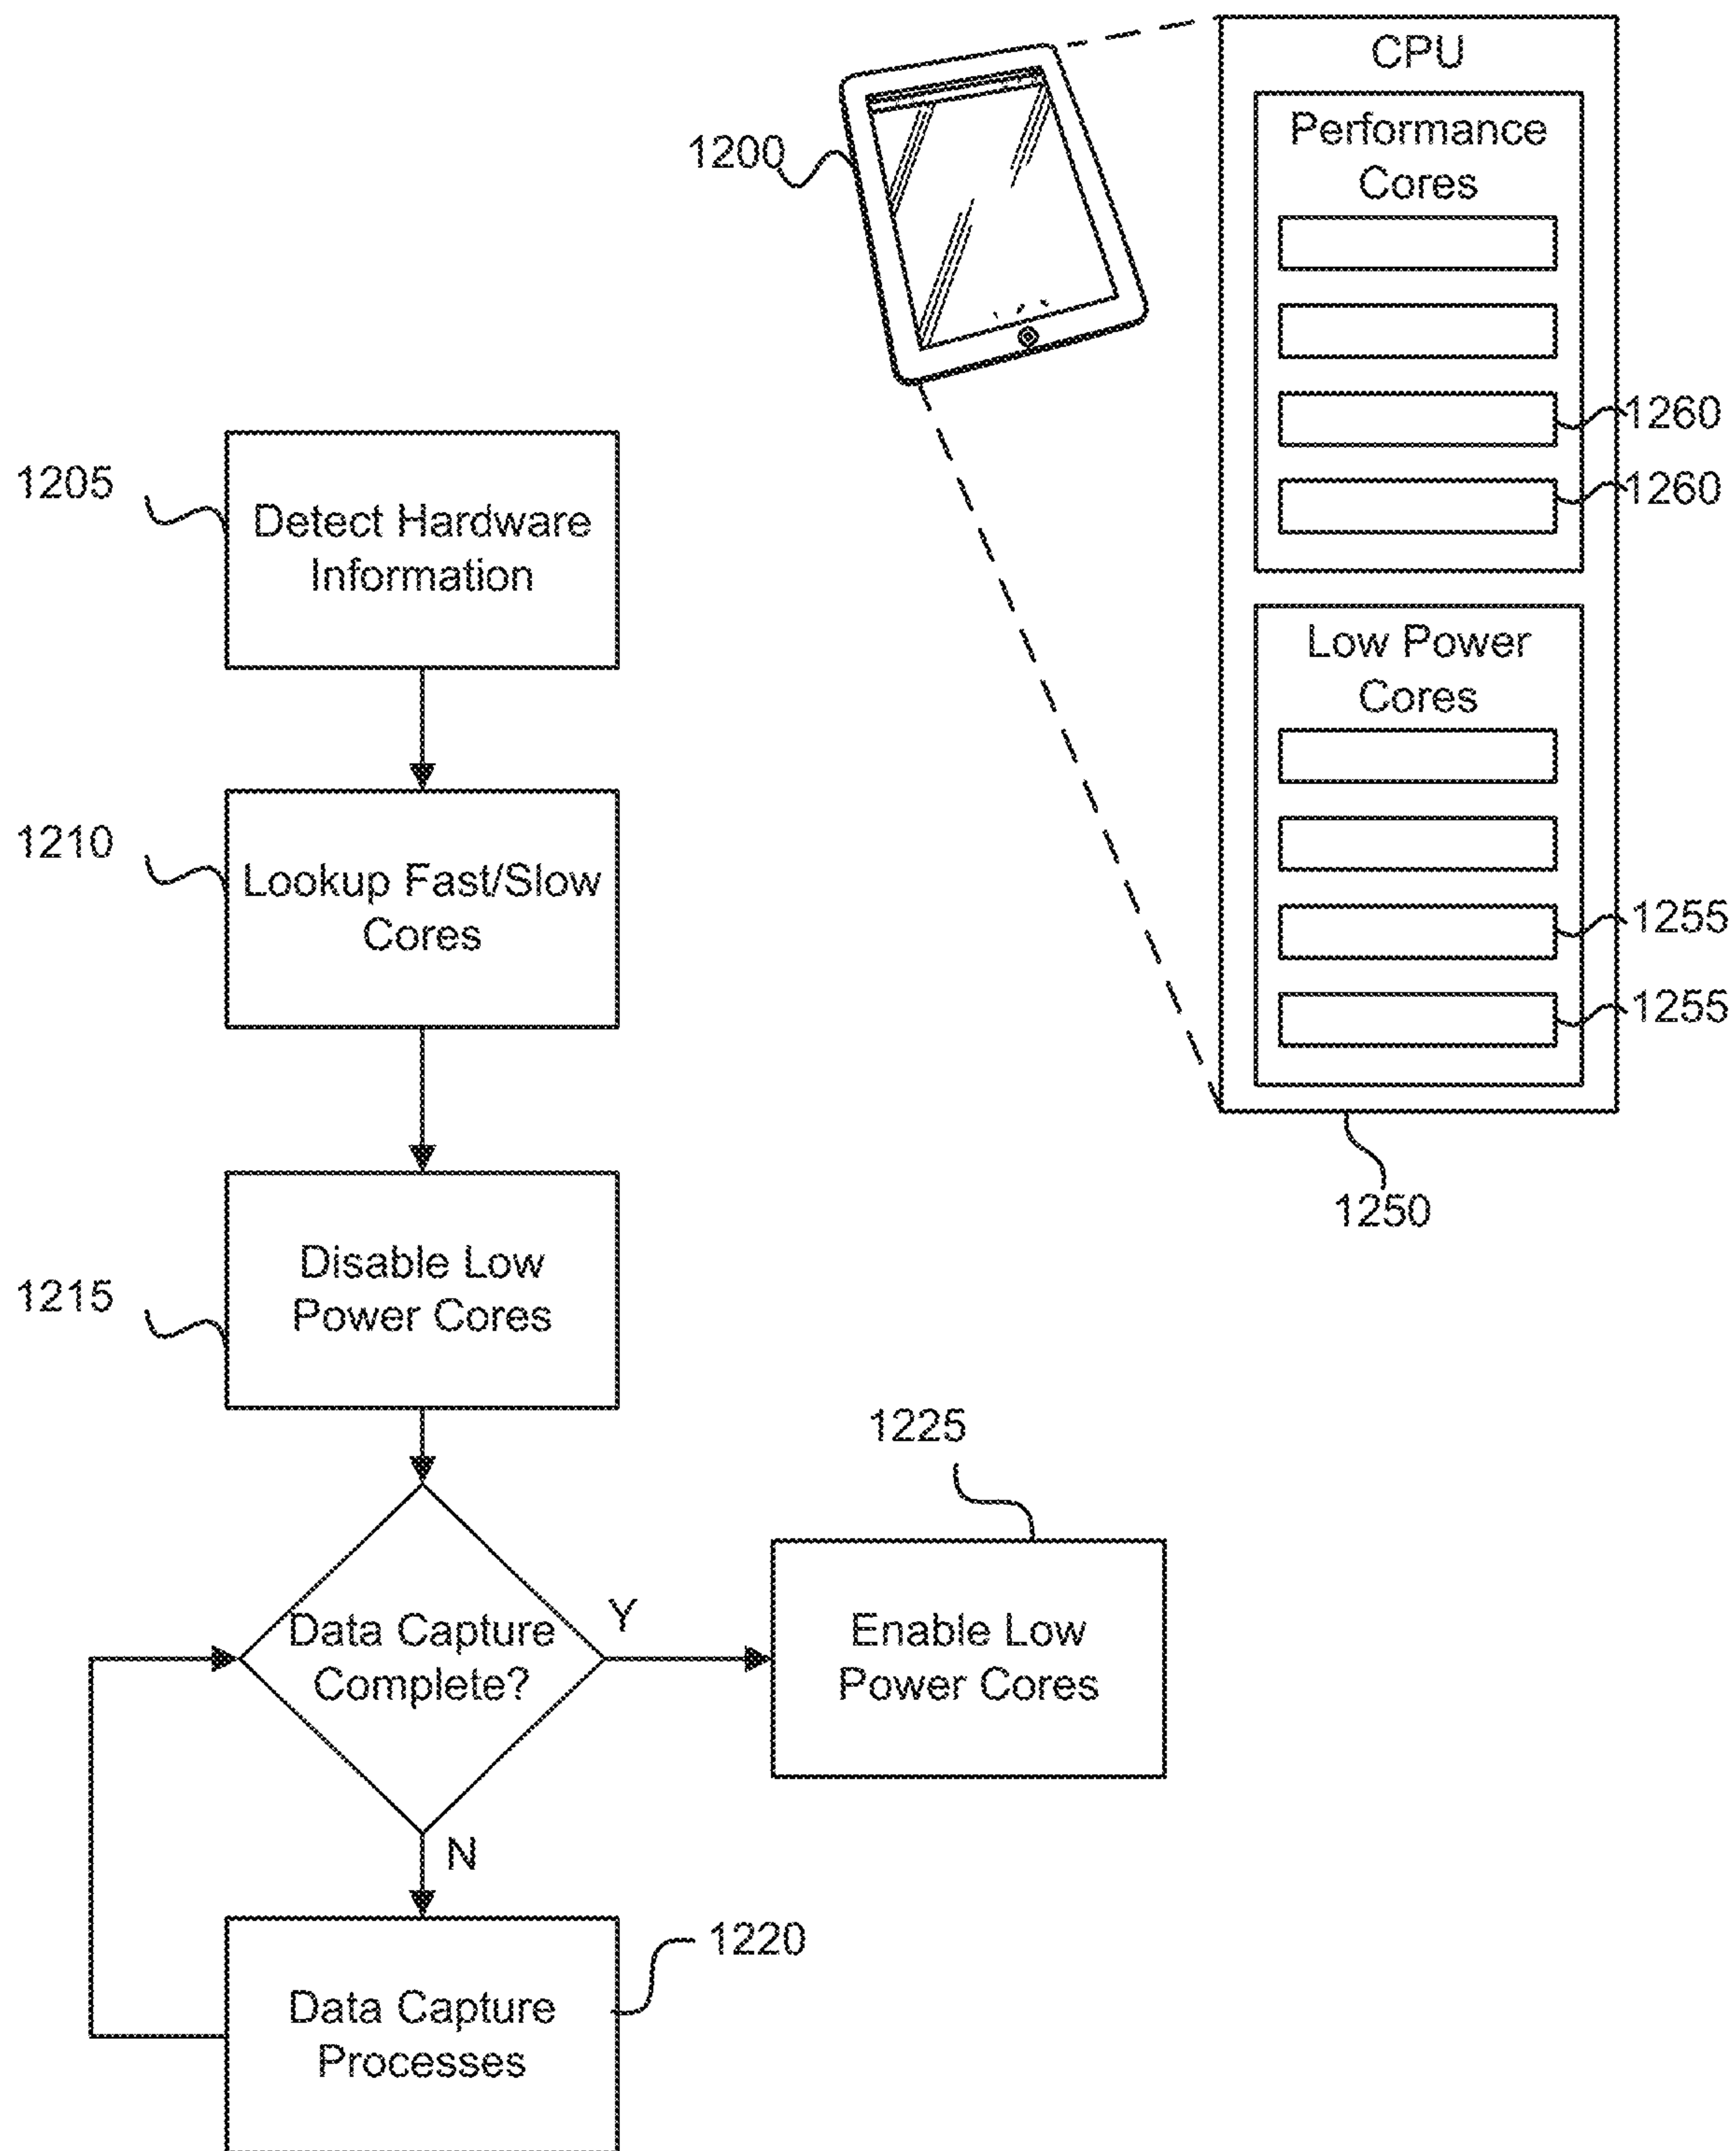 CPU
Performance
Cores
1200
1260
1260
Low Power
Cores
1255
1255
1250
1205
Detect Hardware
Information
1210
Lookup Fast/Slow
Cores
1215
Disable Low
Power Cores
1225
Data Capture
Complete?
Y
Enable Low
Power Cores
N
1220
Data Capture
Processes